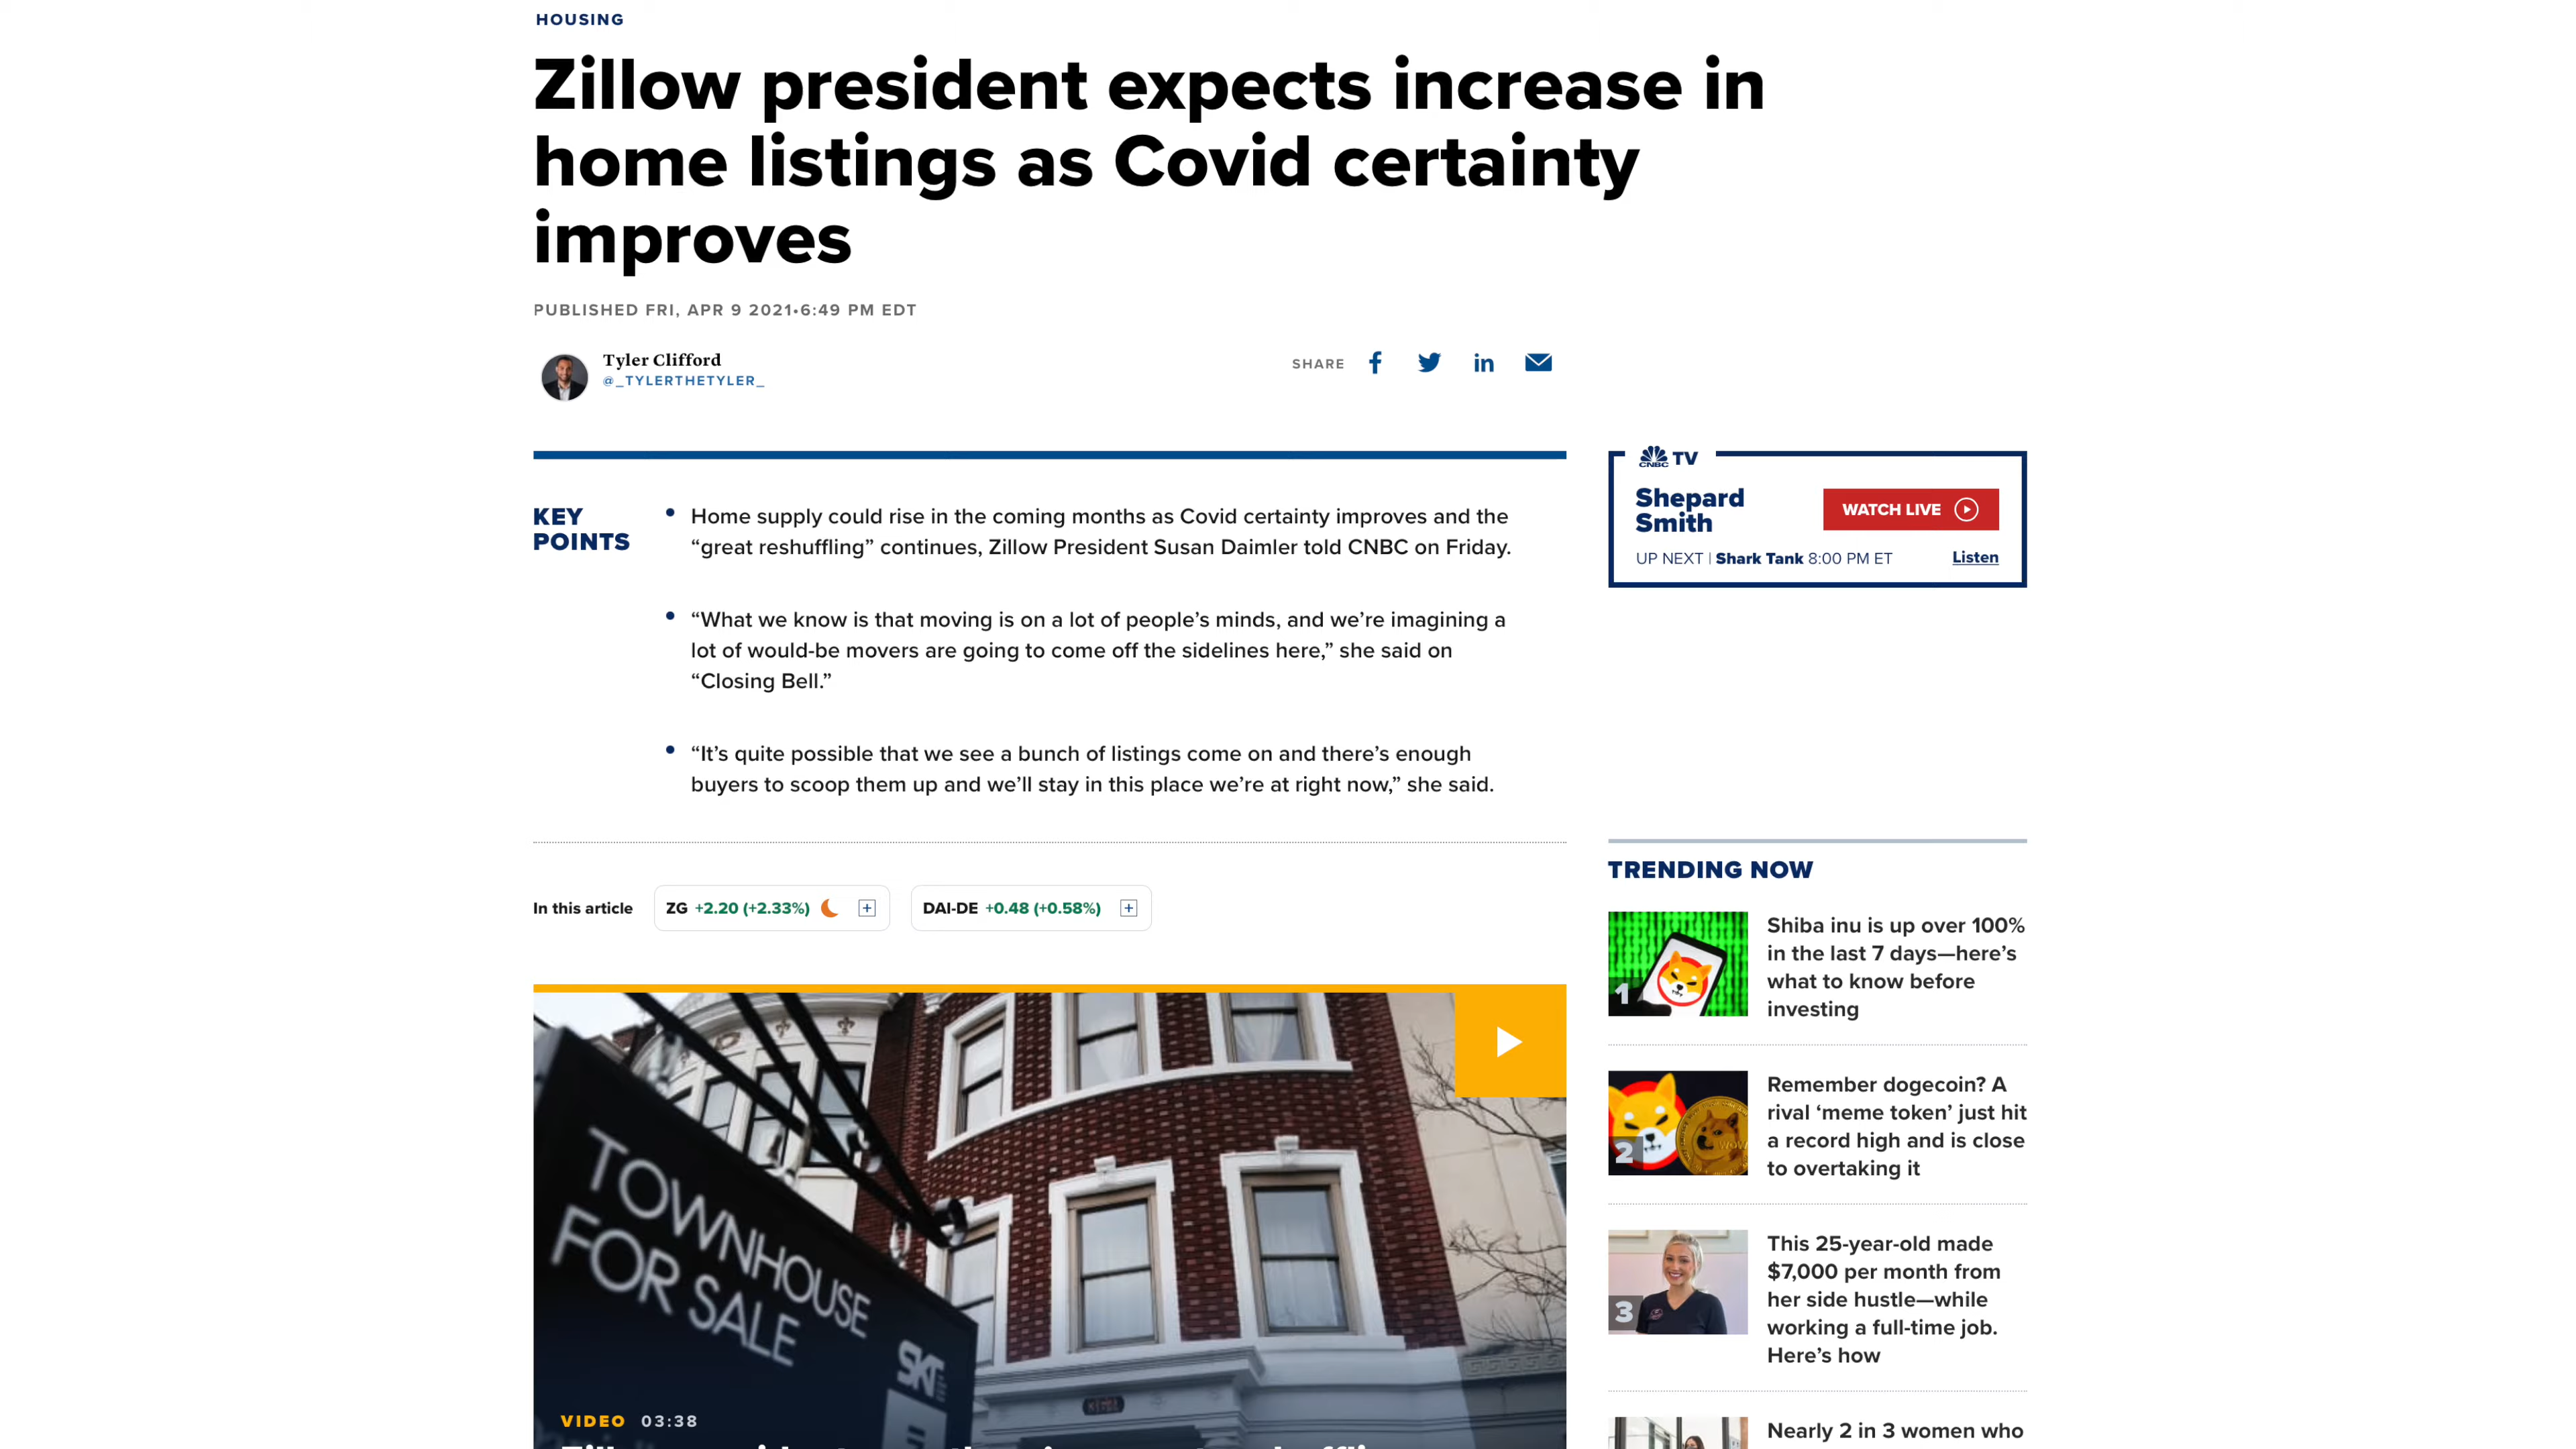 HOUSING
Zillow president expects increase in
home listings as Covid certainty
improves
PUBLISHED FRI, APR 9 2021•6:49 PM EDT
Tyler Clifford
@_TYLERTHETYLER_
SHARE
KEY
POINTS
Home supply could rise in the coming months as Covid certainty improves and the
“great reshuffling” continues, Zillow President Susan Daimler told CNBC on Friday.
“What we know is that moving is on a lot of people’s minds, and we’re imagining a
lot of would-be movers are going to come off the sidelines here,” she said on
“Closing Bell.”
“It’s quite possible that we see a bunch of listings come on and there’s enough
buyers to scoop them up and we’ll stay in this place we’re at right now,” she said.
In this article
ZG +2.20 (+2.33%)
DAI-DE +0.48 (+0.58%)
TOWNHOUSE
FOR SALE
VIDEO 03:38
CNBC TV
Shepard
Smith
WATCH LIVE
UP NEXT | Shark Tank 8:00 PM ET
Listen
TRENDING NOW
1
Shiba inu is up over 100%
in the last 7 days—here’s
what to know before
investing
2
Remember dogecoin? A
rival ‘meme token’ just hit
a record high and is close
to overtaking it
3
This 25-year-old made
$7,000 per month from
her side hustle—while
working a full-time job.
Here’s how
Nearly 2 in 3 women who